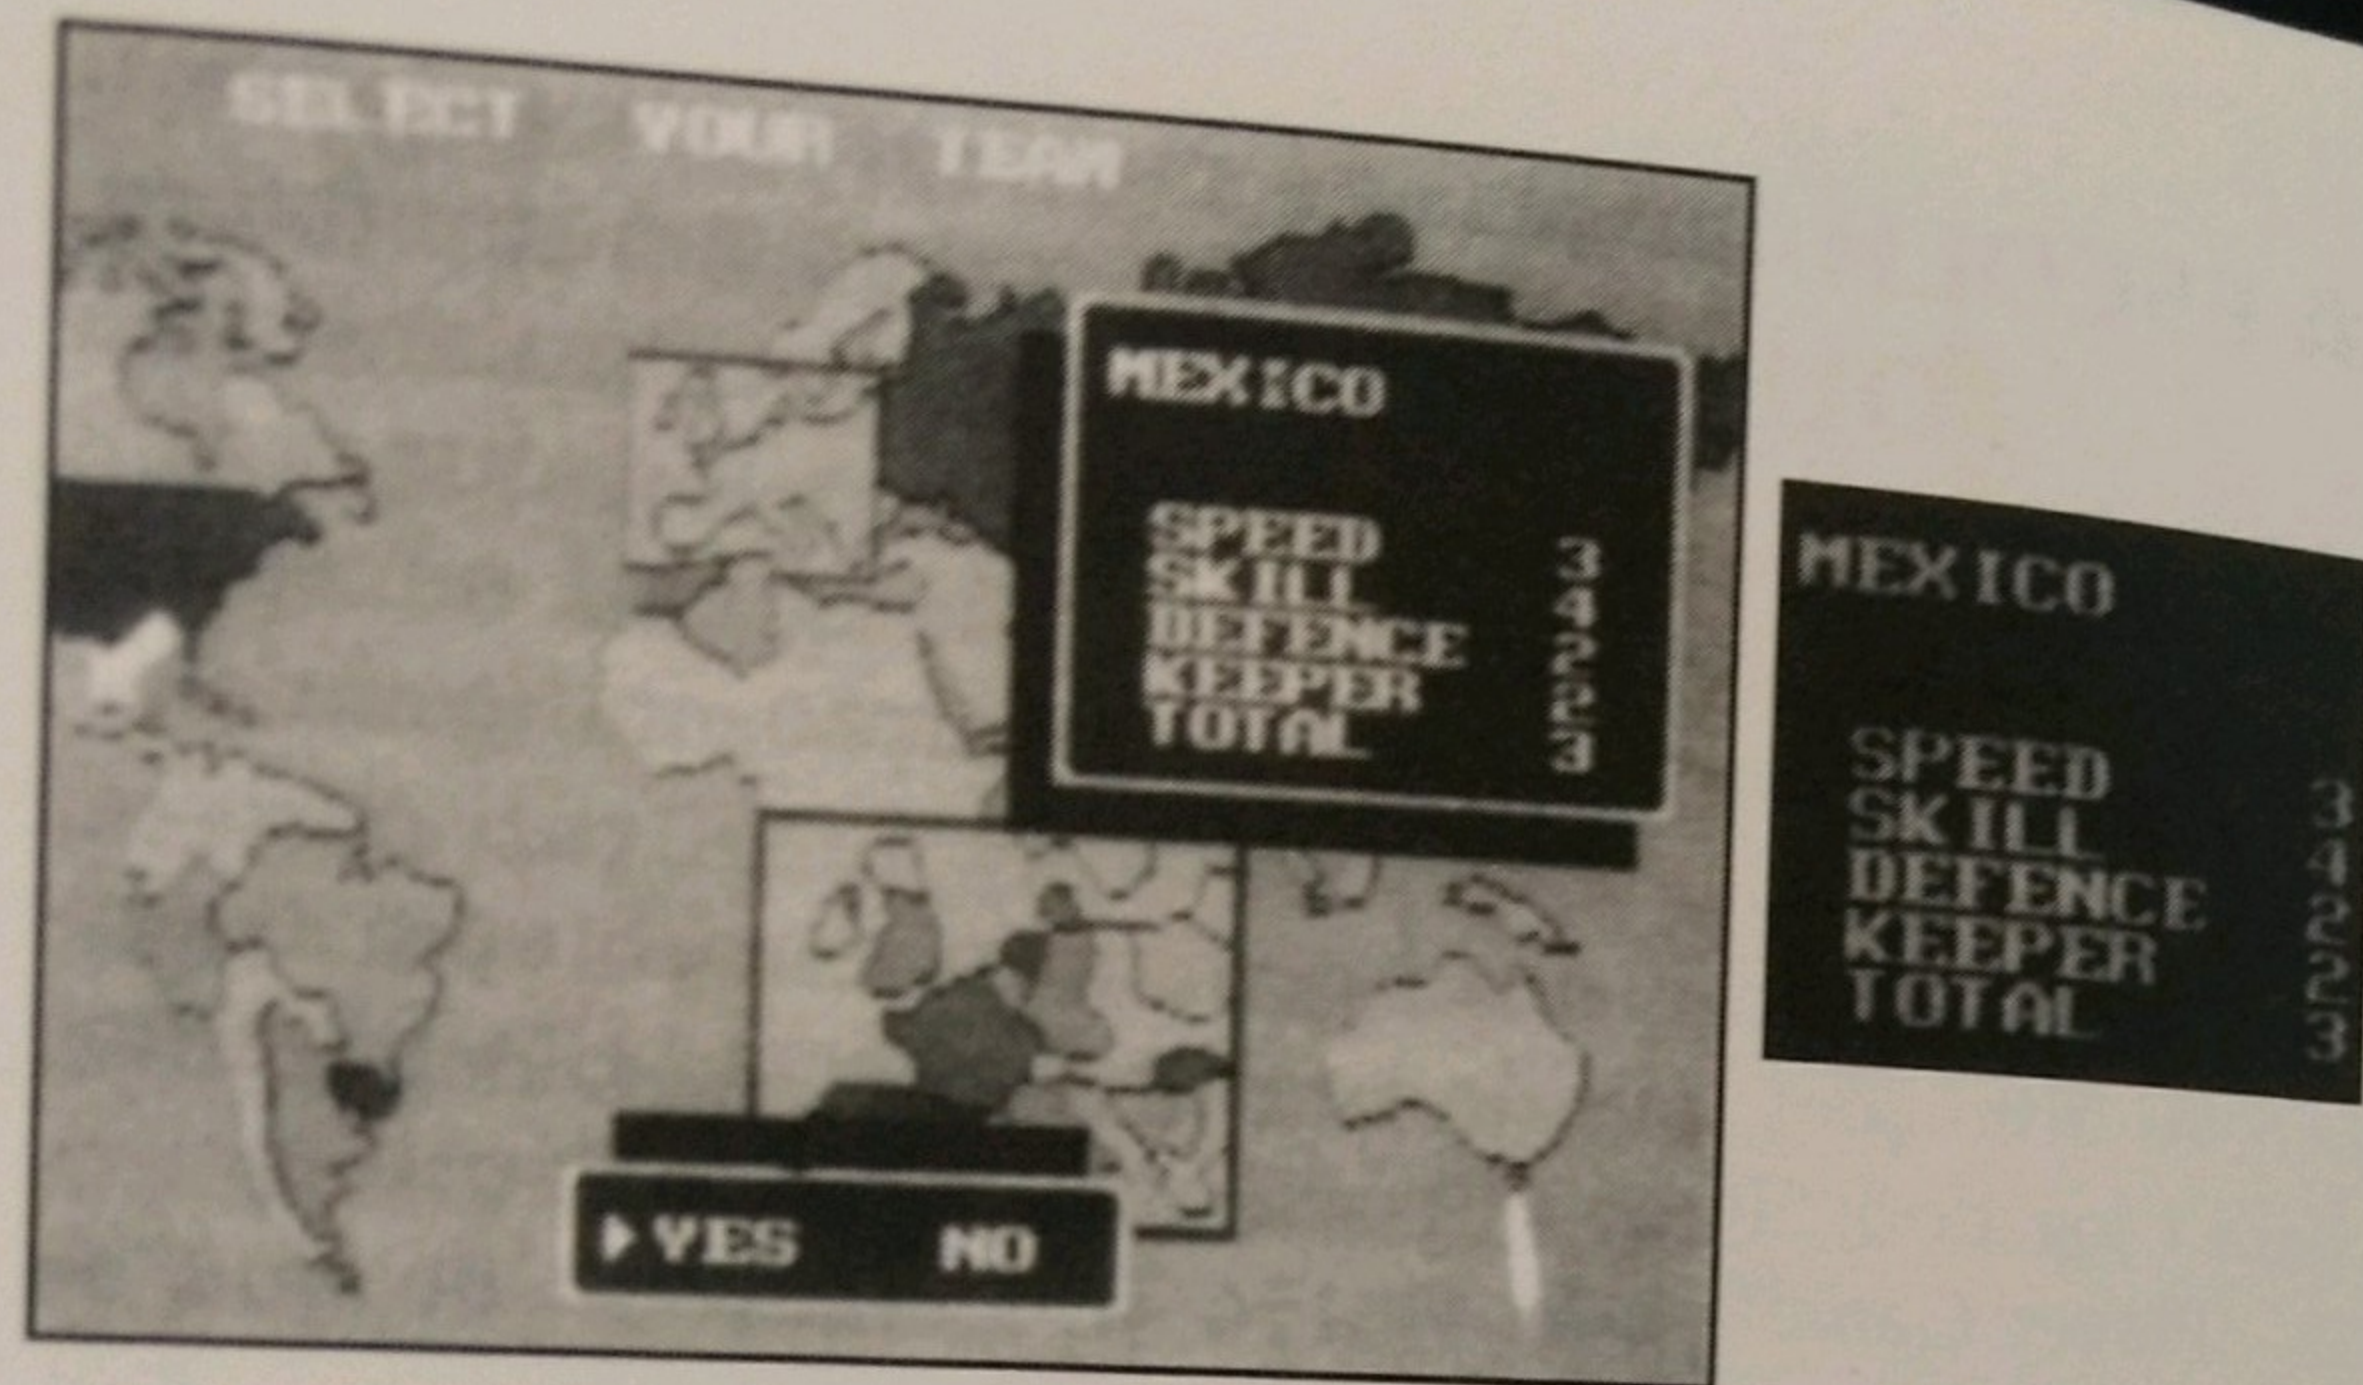 SELECT YOUR TEAM
MEXICO
SPEED 3
SKILL 4
DEFENCE 2
KEEPER 2
TOTAL 3
▶YES NO
MEXICO
SPEED 3
SKILL 4
DEFENCE 2
KEEPER 2
TOTAL 3